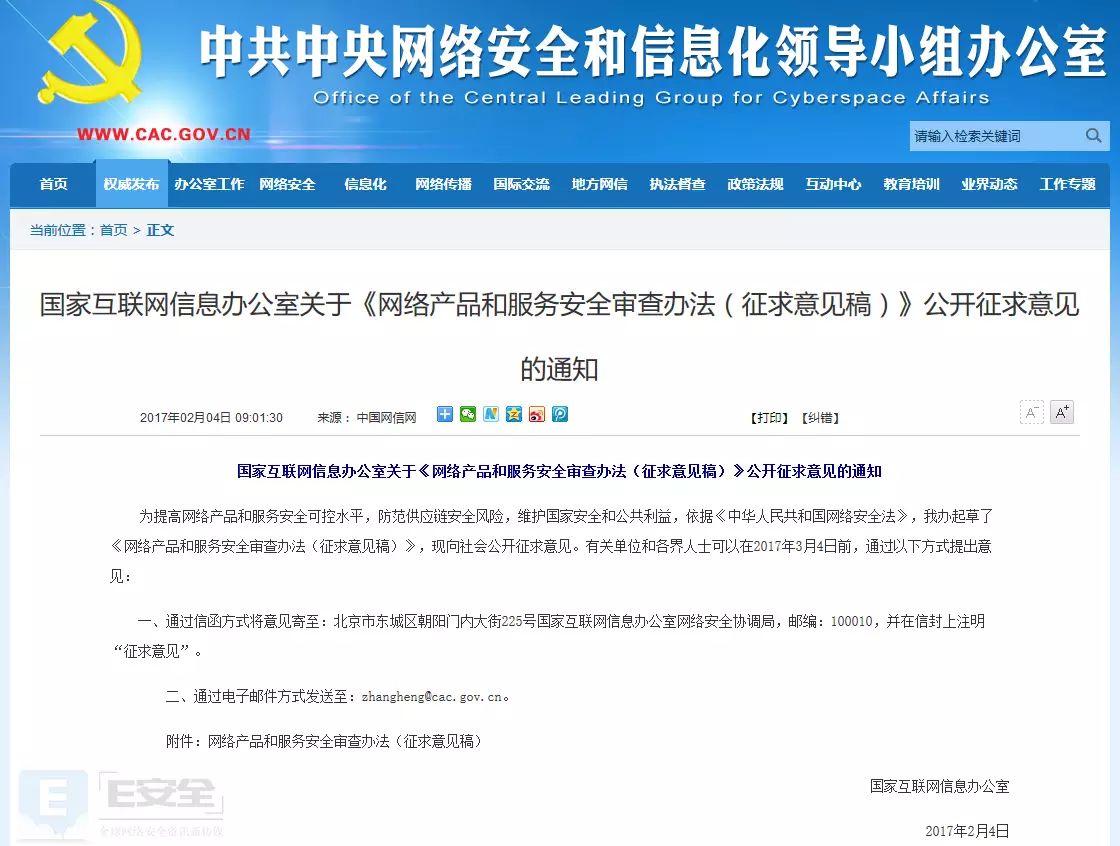 中共中央网络安全和信息化领导小组办公室
Office of the Central Leading Group for Cyberspace Affairs
WWW.CAC.GOV.CN
请输入检索关键词
首页 权威发布 办公室工作 网络安全 信息化 网络传播 国际交流 地方网信 执法督查 政策法规 互动中心 教育培训 业界动态 工作专题
当前位置：首页 > 正文
国家互联网信息办公室关于《网络产品和服务安全审查办法（征求意见稿）》公开征求意见
的通知
2017年02月04日 09:01:30 来源： 中国网信网 【打印】 【纠错】 A- A+
国家互联网信息办公室关于《网络产品和服务安全审查办法（征求意见稿）》公开征求意见的通知
为提高网络产品和服务安全可控水平，防范供应链安全风险，维护国家安全和公共利益，依据《中华人民共和国网络安全法》，我办起草了
《网络产品和服务安全审查办法（征求意见稿）》，现向社会公开征求意见。有关单位和各界人士可以在2017年3月4日前，通过以下方式提出意
见：
一、通过信函方式将意见寄至：北京市东城区朝阳门内大街225号国家互联网信息办公室网络安全协调局，邮编：100010，并在信封上注明
“征求意见”。
二、通过电子邮件方式发送至：zhangheng@cac.gov.cn。
附件：网络产品和服务安全审查办法（征求意见稿）
国家互联网信息办公室
2017年2月4日
E安全